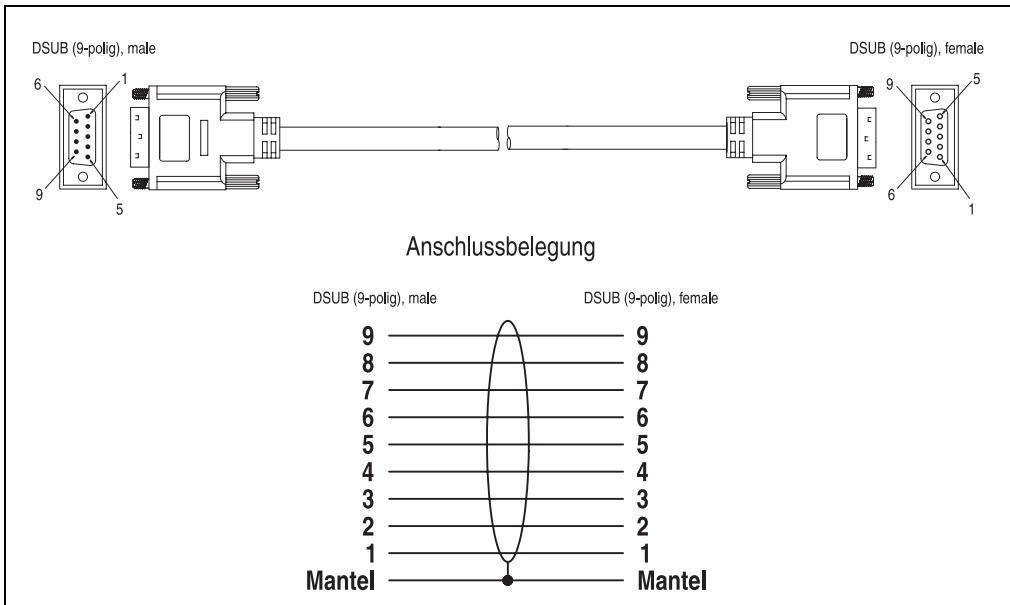 DSUB (9-polig), male
DSUB (9-polig), female
6 1
9 5
9 5
6 1
Anschlussbelegung
DSUB (9-polig), male DSUB (9-polig), female
9 9
8 8
7 7
6 6
5 5
4 4
3 3
2 2
1 1
Mantel Mantel